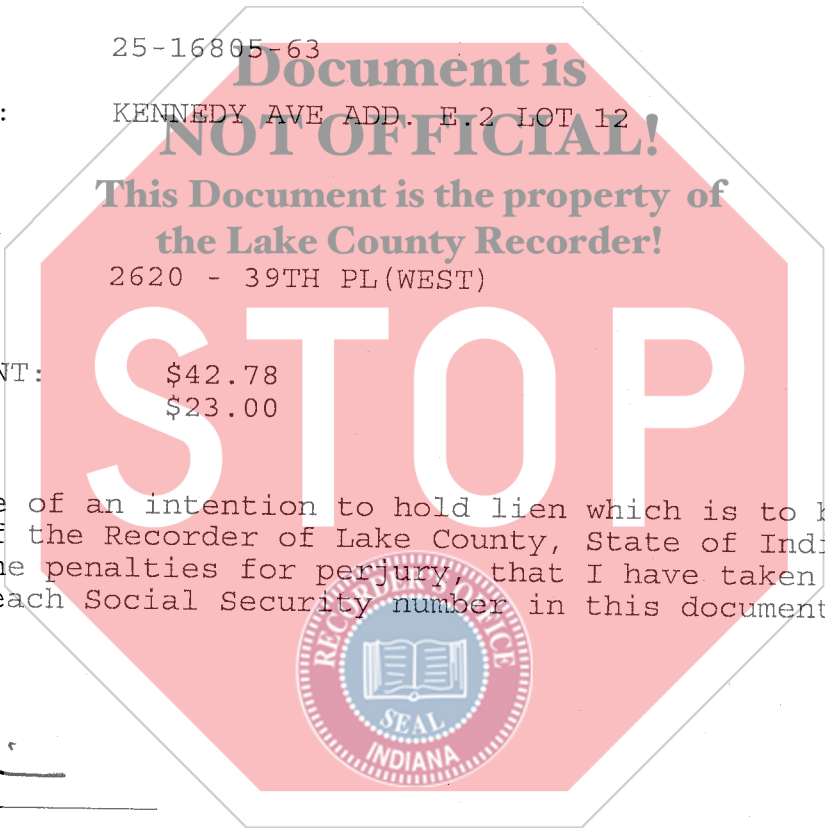 25-16805-63
Document is
: KENNEDY AVE ADD. E.2 LOT 12
NOT OFFICIAL!
This Document is the property of
the Lake County Recorder!
2620 - 39TH PL(WEST)
NT: $42.78
$23.00
STOP
e of an intention to hold lien which is to b
f the Recorder of Lake County, State of Indi
he penalties for perjury, that I have taken
each Social Security number in this document
RECORDER'S OFFICE
SEAL
INDIANA